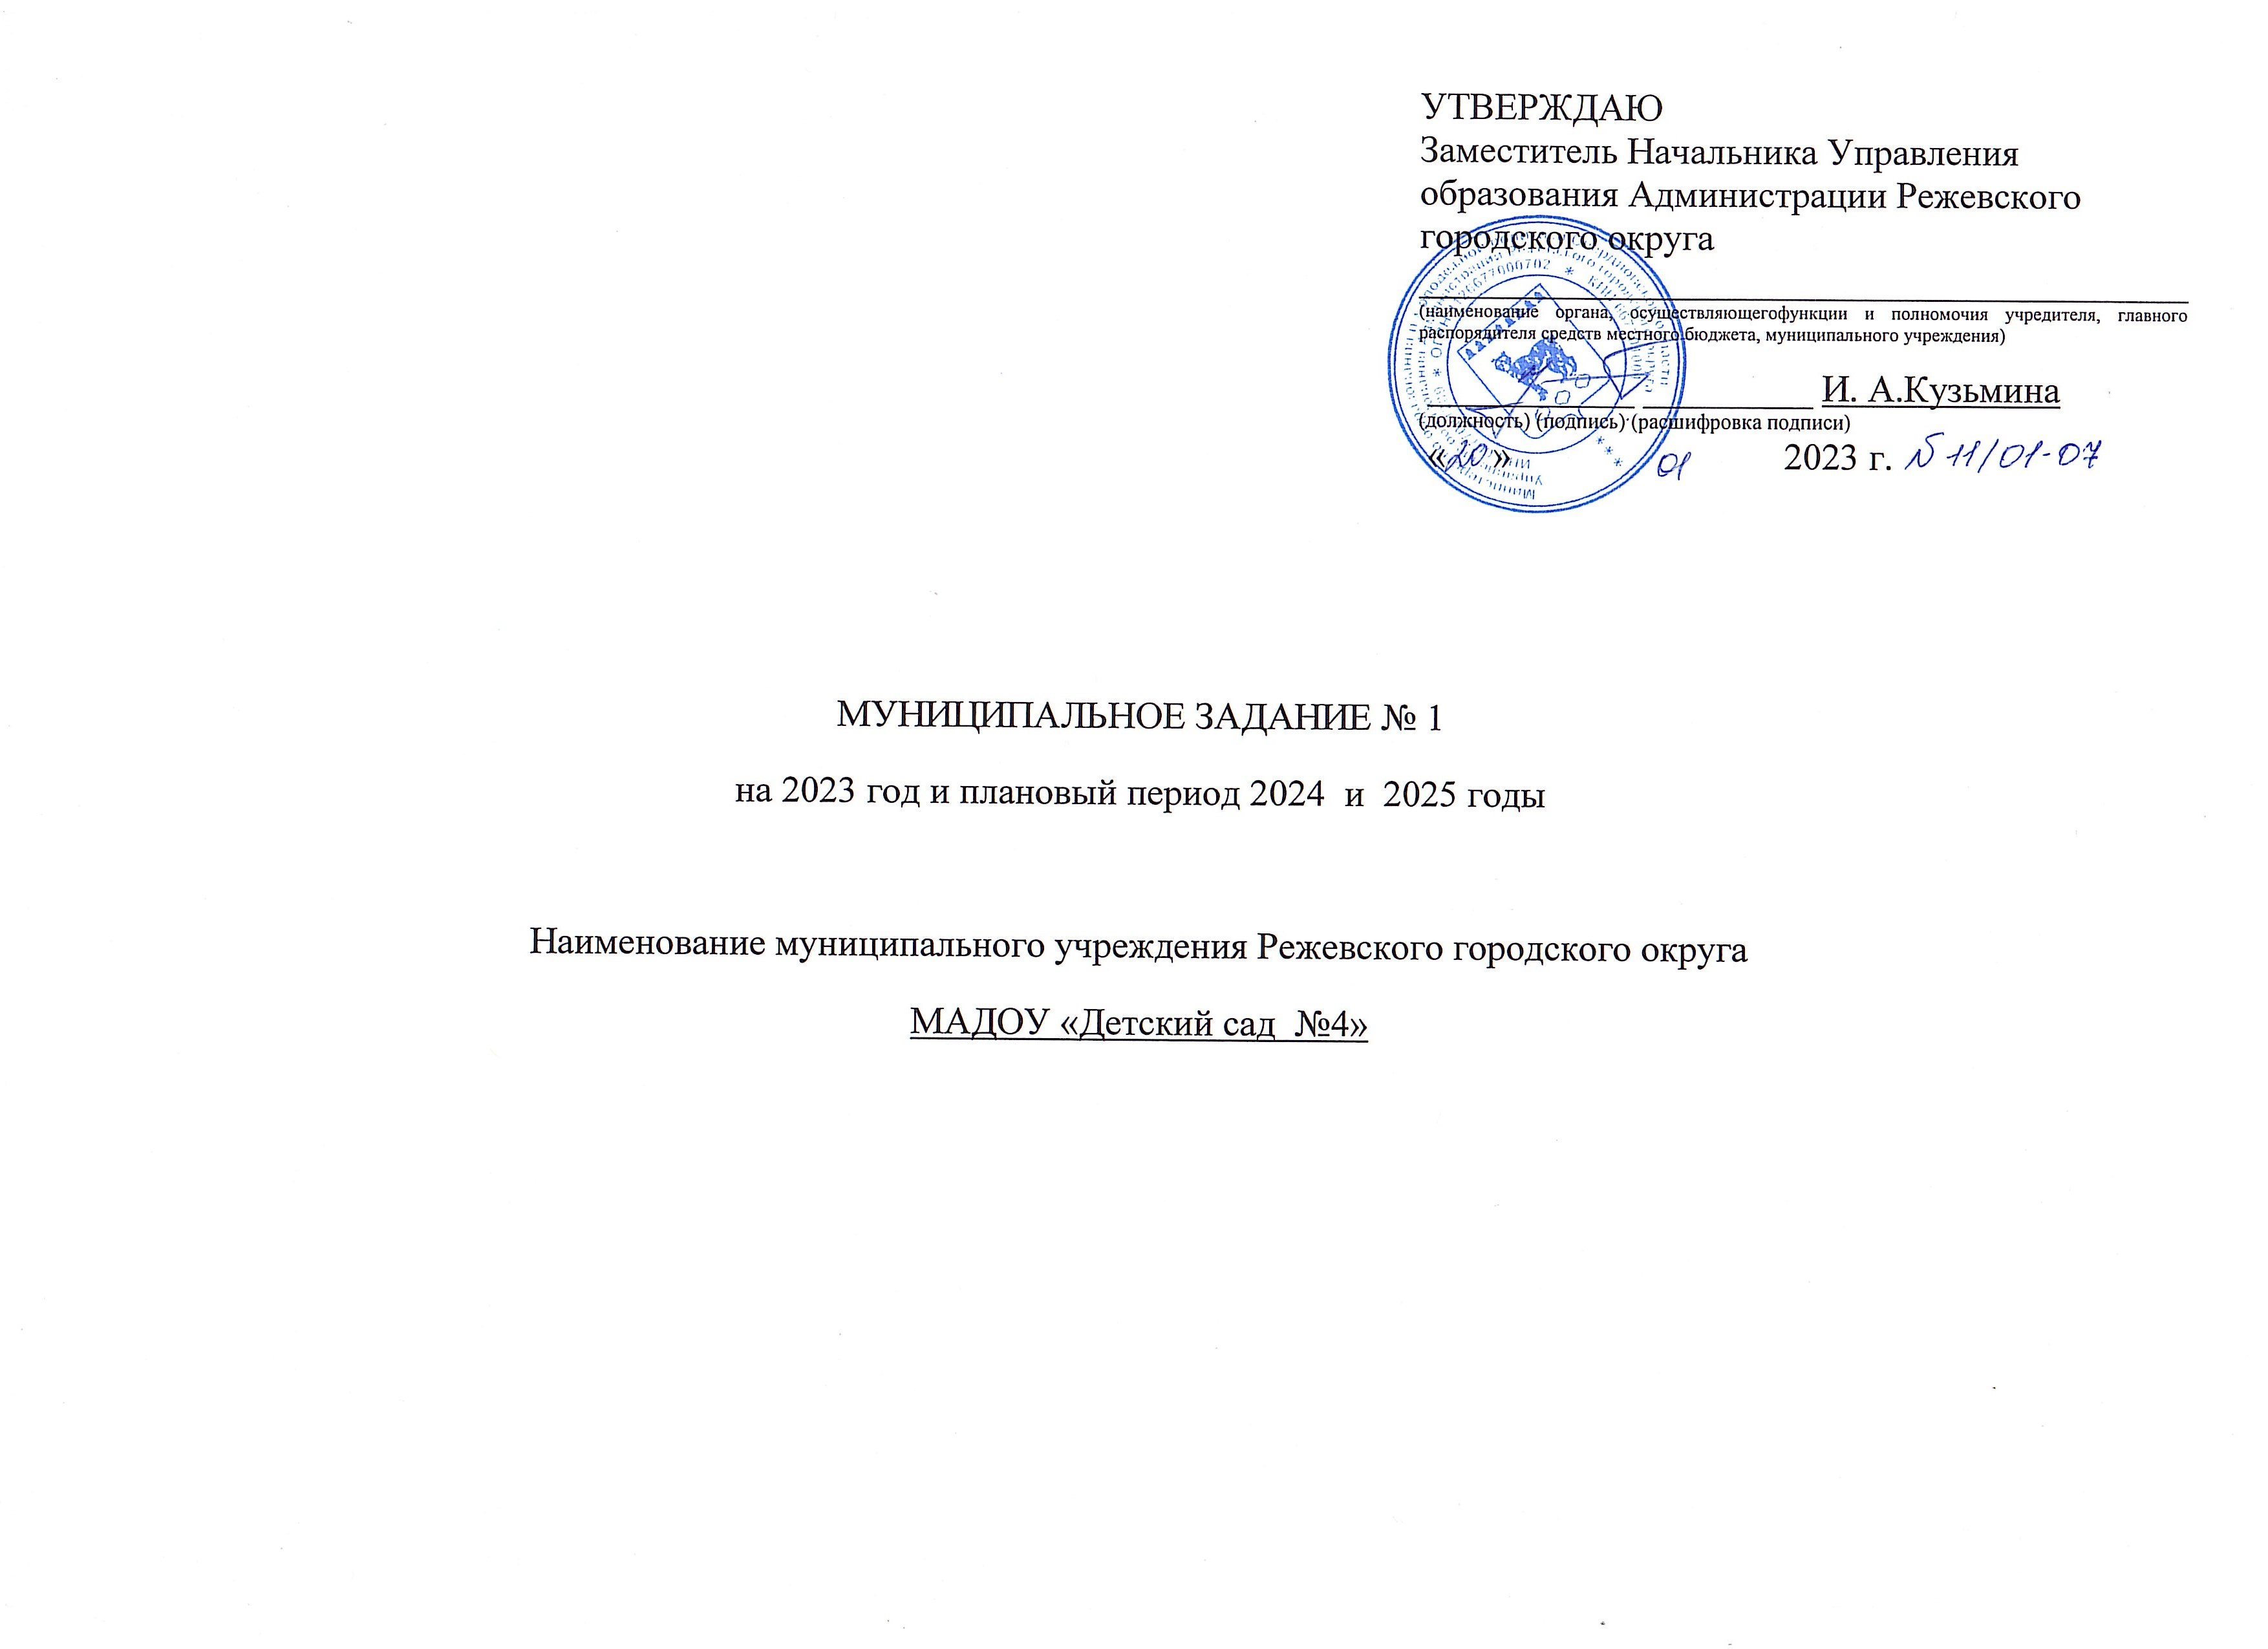 УТВЕРЖДАЮ
Заместитель Начальника Управления
образования Администрации Режевского
городского округа
(наименование органа, осуществляющегофункции и полномочия учредителя, главного
распорядителя средств местного бюджета, муниципального учреждения)
И. А.Кузьмина
(должность) (подпись) (расшифровка подписи)
«20» 01 2023 г. № 11/01-07
МУНИЦИПАЛЬНОЕ ЗАДАНИЕ № 1
на 2023 год и плановый период 2024 и 2025 годы
Наименование муниципального учреждения Режевского городского округа
МАДОУ «Детский сад №4»